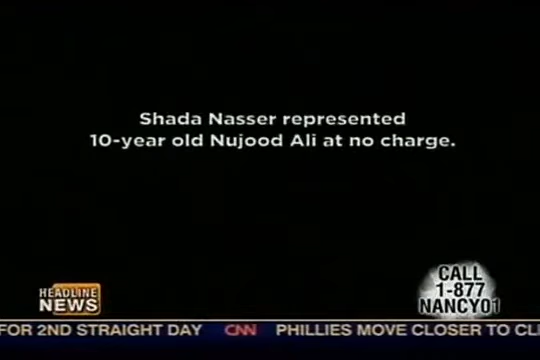 Shada Nasser represented
10-year old Nujood Ali at no charge.
HEADLINE
NEWS
CALL
1-877
NANCY01
FOR 2ND STRAIGHT DAY CNN PHILLIES MOVE CLOSER TO CL